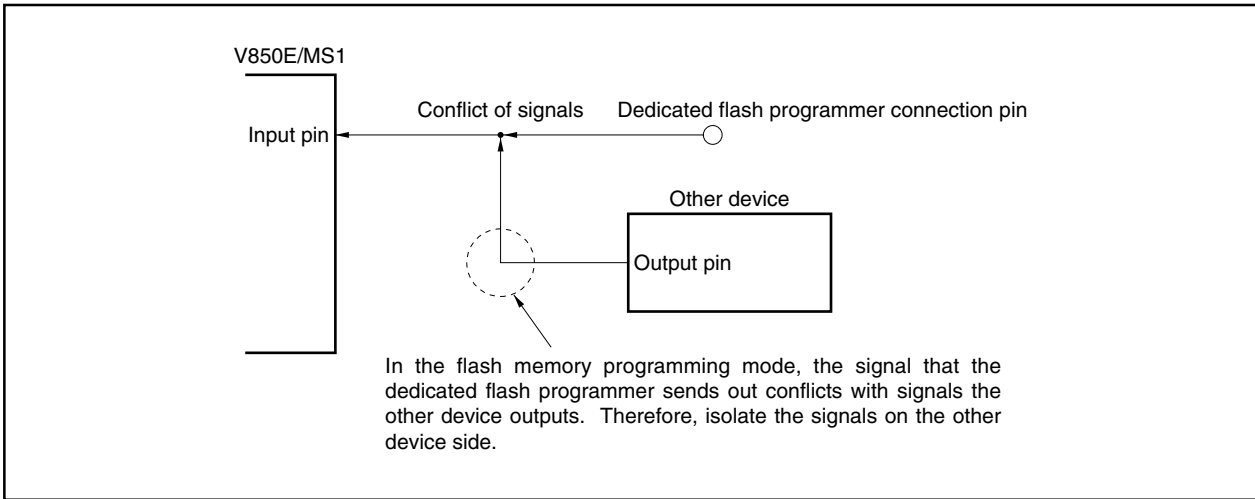 V850E/MS1
Conflict of signals
Dedicated flash programmer connection pin
Input pin
Other device
Output pin
In the flash memory programming mode, the signal that the
dedicated flash programmer sends out conflicts with signals the
other device outputs.  Therefore, isolate the signals on the other
device side.